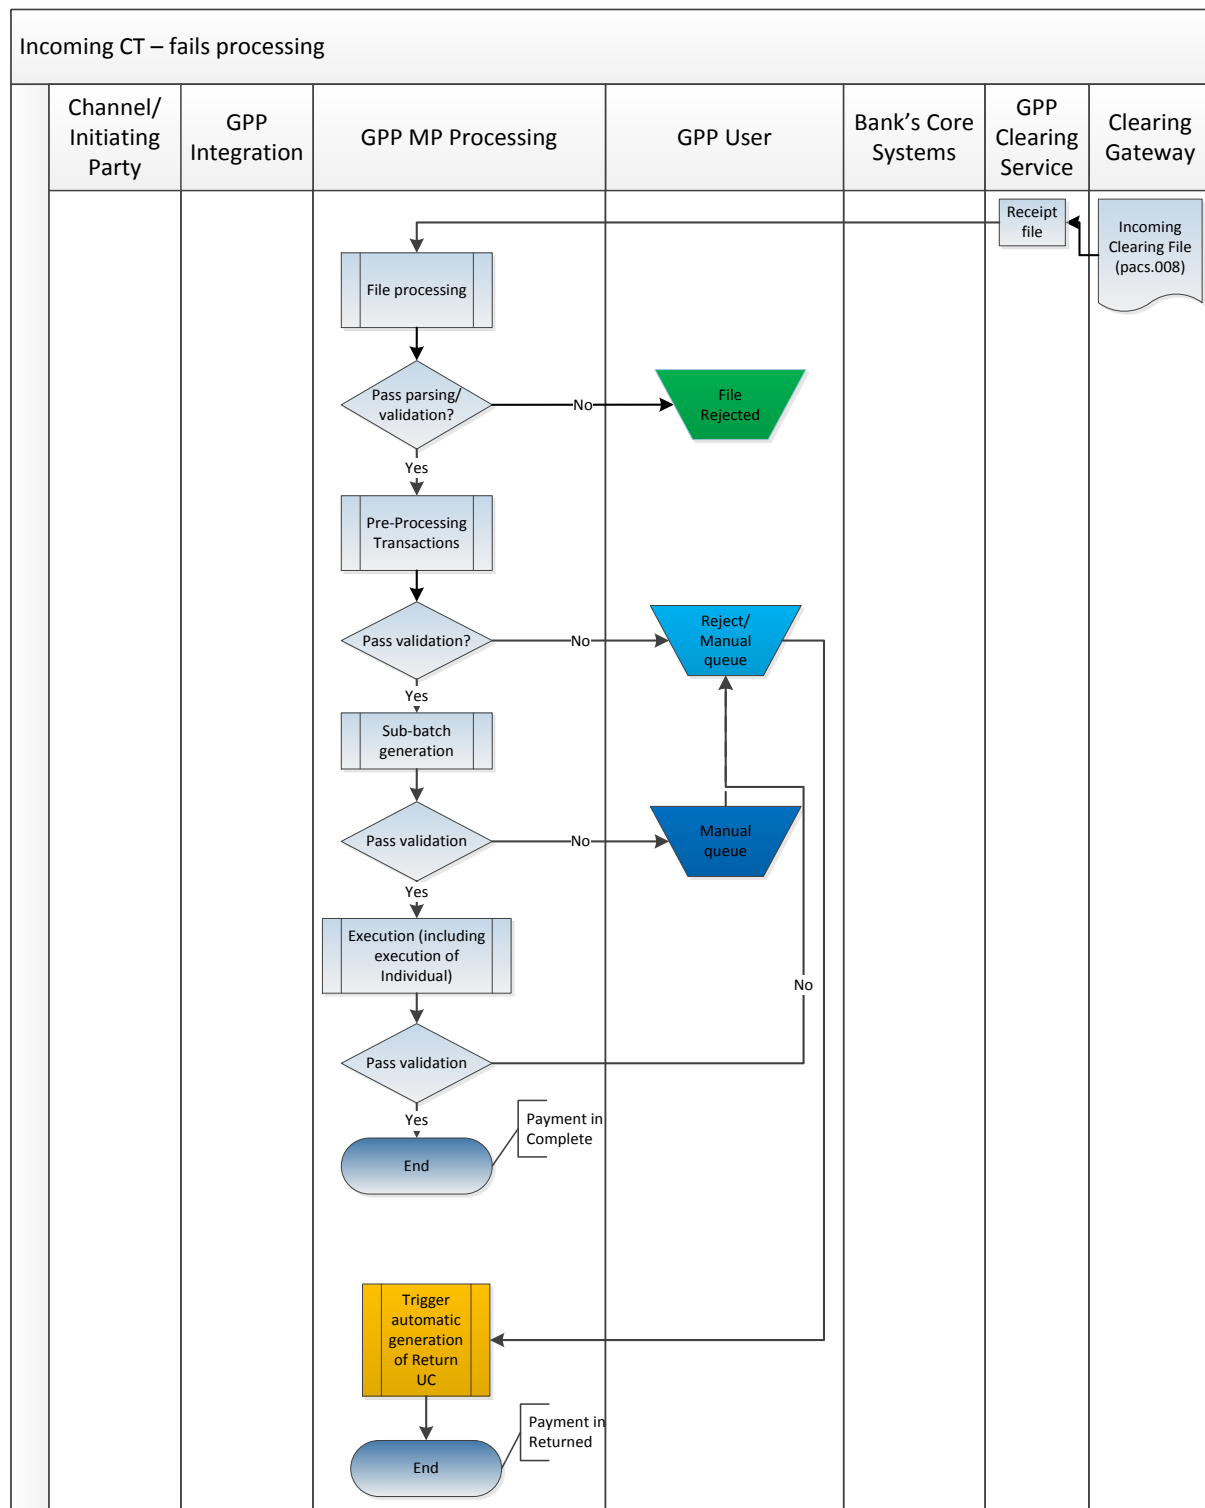 Incoming CT – fails processing
Channel/
Initiating
Party
GPP
Integration
GPP MP Processing
GPP User
Bank's Core
Systems
GPP
Clearing
Service
Clearing
Gateway
Receipt
file
Incoming
Clearing File
(pacs.008)
File processing
Pass parsing/
validation?
No
File
Rejected
Yes
Pre-Processing
Transactions
Pass validation?
No
Reject/
Manual
queue
Yes
Sub-batch
generation
Pass validation
No
Manual
queue
Yes
Execution (including
execution of
Individual)
No
Pass validation
Yes
Payment in
Complete
End
Trigger
automatic
generation
of Return
UC
Payment in
Returned
End